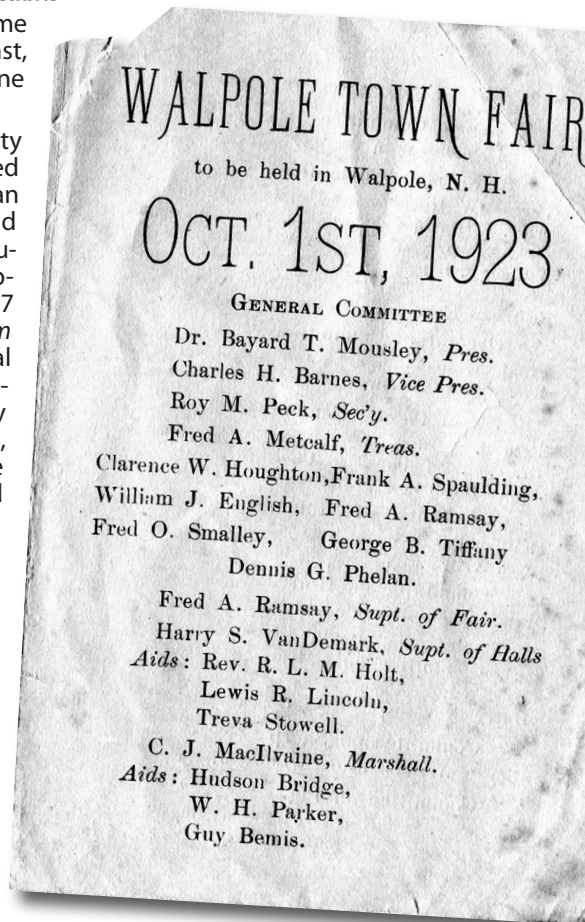 WALPOLE TOWN FAIR
to be held in Walpole, N. H.
OCT. 1ST, 1923
GENERAL COMMITTEE
Dr. Bayard T. Mousley, Pres.
Charles H. Barnes, Vice Pres.
Roy M. Peck, Sec'y.
Fred A. Metcalf, Treas.
Clarence W. Houghton,Frank A. Spaulding,
William J. English, Fred A. Ramsay,
Fred O. Smalley, George B. Tiffany
Dennis G. Phelan.
Fred A. Ramsay, Supt. of Fair.
Harry S. VanDemark, Supt. of Halls
Aids: Rev. R. L. M. Holt,
Lewis R. Lincoln,
Treva Stowell.
C. J. MacIlvaine, Marshall.
Aids: Hudson Bridge,
W. H. Parker,
Guy Bemis.